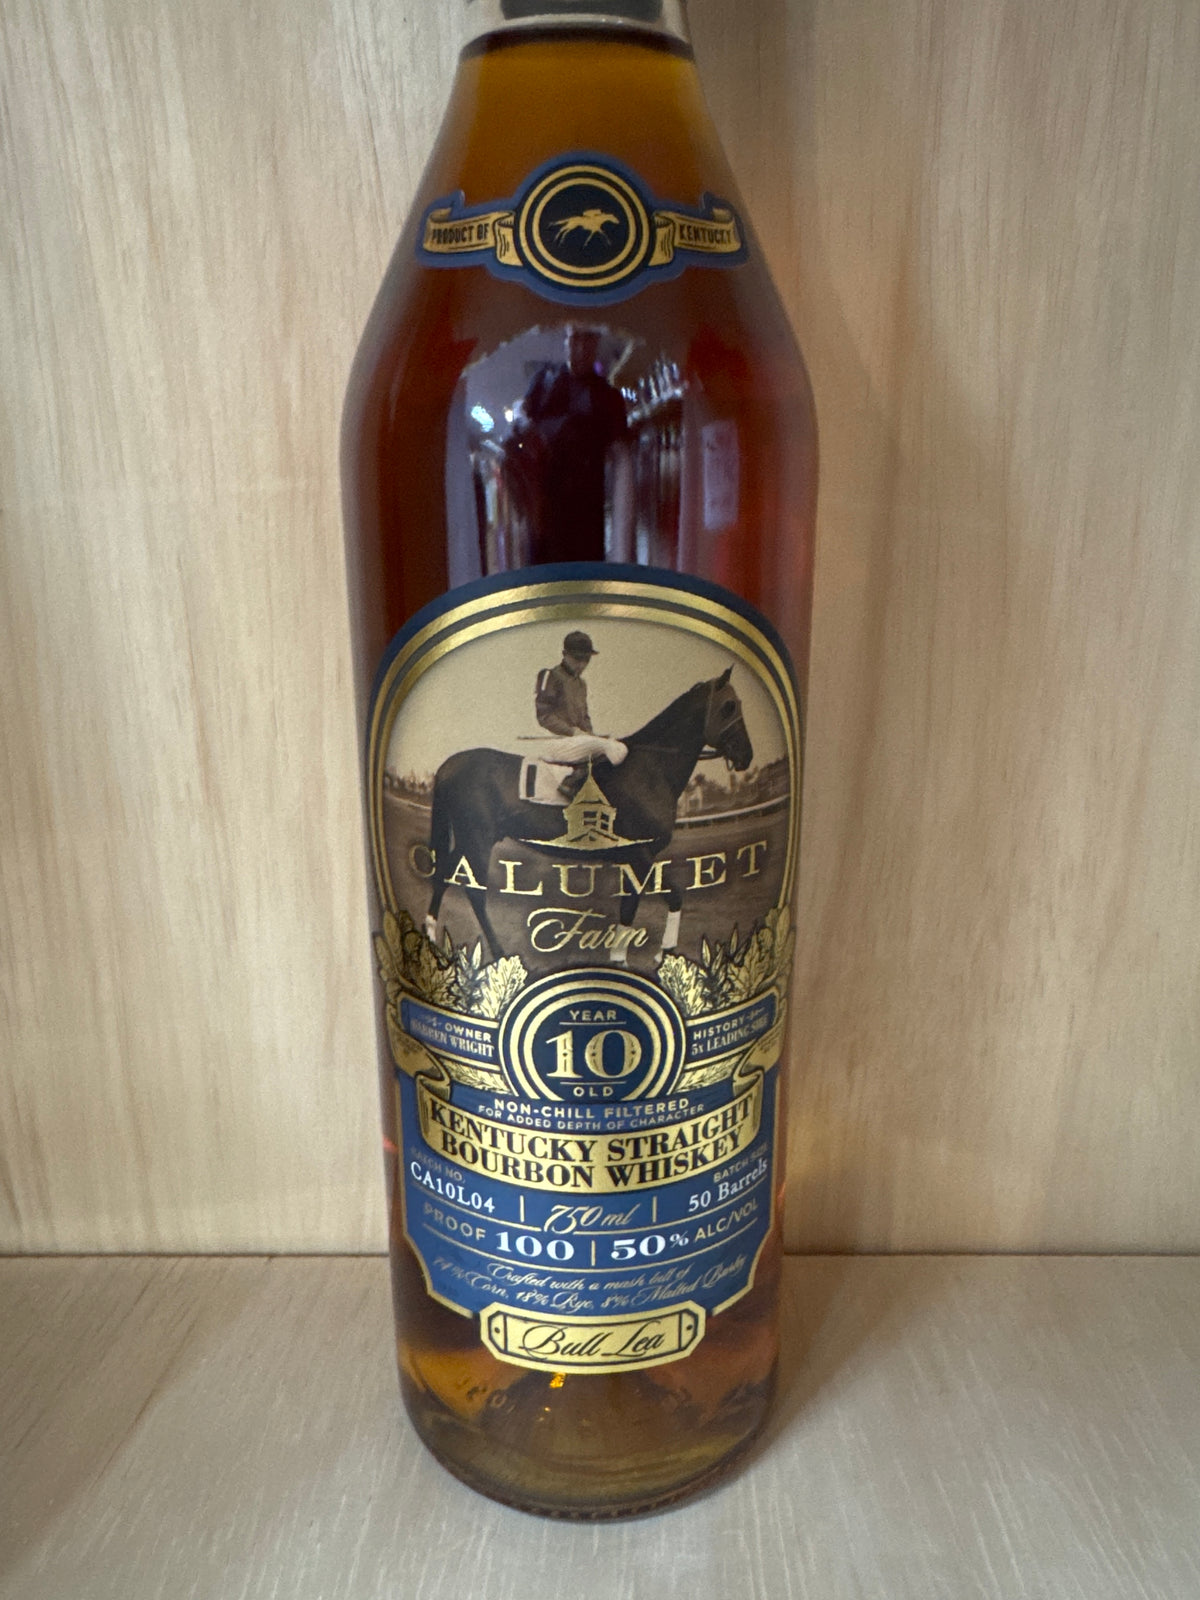 PRODUCT OF KENTUCKY
CALUMET
Farm
OWNER
WARREN WRIGHT
YEAR
10
OLD
HISTORY
5x LEADING SIRE
NON-CHILL FILTERED
FOR ADDED DEPTH OF CHARACTER
KENTUCKY STRAIGHT
BOURBON WHISKEY
BATCH NO.
CA10L04
750 ml
BATCH SIZE
50 Barrels
PROOF 100 | 50% ALC/VOL
Crafted with a mash bill of
74% Corn, 18% Rye, 8% Malted Barley
Bull Lea